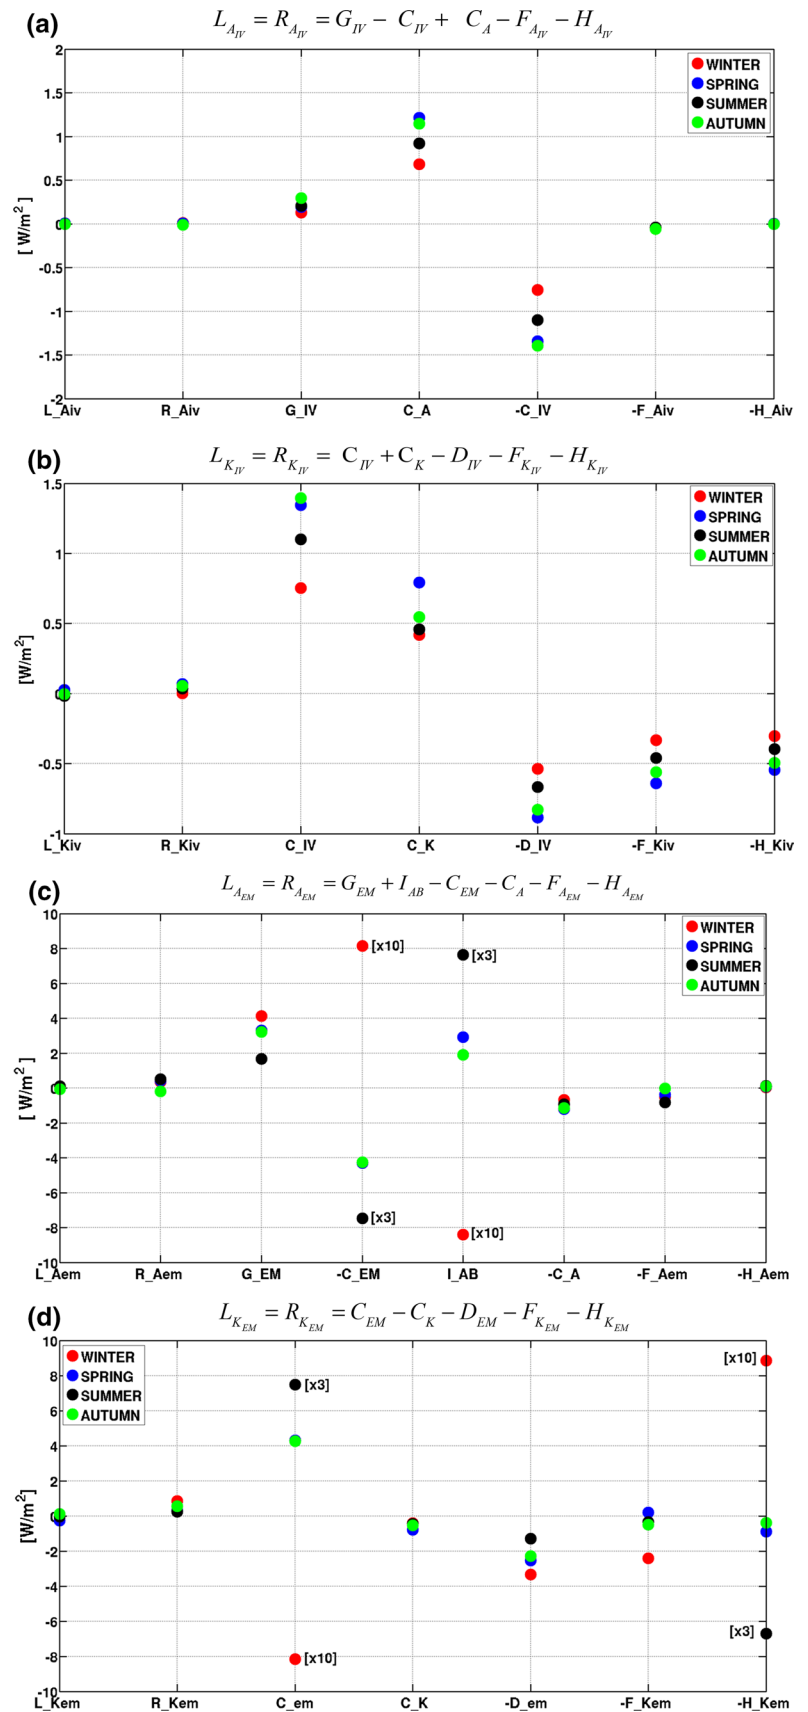 (a) L_{A_{IV}} = R_{A_{IV}} = G_{IV} − C_{IV} + C_A − F_{A_{IV}} − H_{A_{IV}}
2
WINTER
1.5
SPRING
SUMMER
1
AUTUMN
0.5
[ W/m² ]
0
-0.5
-1
-1.5
-2
L_Aiv R_Aiv G_IV C_A -C_IV -F_Aiv -H_Aiv
(b) L_{K_{IV}} = R_{K_{IV}} = C_{IV} + C_K − D_{IV} − F_{K_{IV}} − H_{K_{IV}}
1.5
WINTER
SPRING
SUMMER
AUTUMN
1
0.5
[W/m²]
0
-0.5
-1
L_Kiv R_Kiv C_IV C_K -D_IV -F_Kiv -H_Kiv
(c) L_{A_{EM}} = R_{A_{EM}} = G_{EM} + I_{AB} − C_{EM} − C_A − F_{A_{EM}} − H_{A_{EM}}
10
WINTER
8 [x10] [x3]
SPRING
SUMMER
6
AUTUMN
4
2
[ W/m² ]
0
-2
-4
-6
[x3]
-8 [x10]
-10
L_Aem R_Aem G_EM -C_EM I_AB -C_A -F_Aem -H_Aem
(d) L_{K_{EM}} = R_{K_{EM}} = C_{EM} − C_K − D_{EM} − F_{K_{EM}} − H_{K_{EM}}
10
WINTER [x10]
8
SPRING
[x3]
SUMMER
6
AUTUMN
4
2
[W/m²]
0
-2
-4
-6
[x3]
-8 [x10]
-10
L_Kem R_Kem C_em C_K -D_em -F_Kem -H_Kem